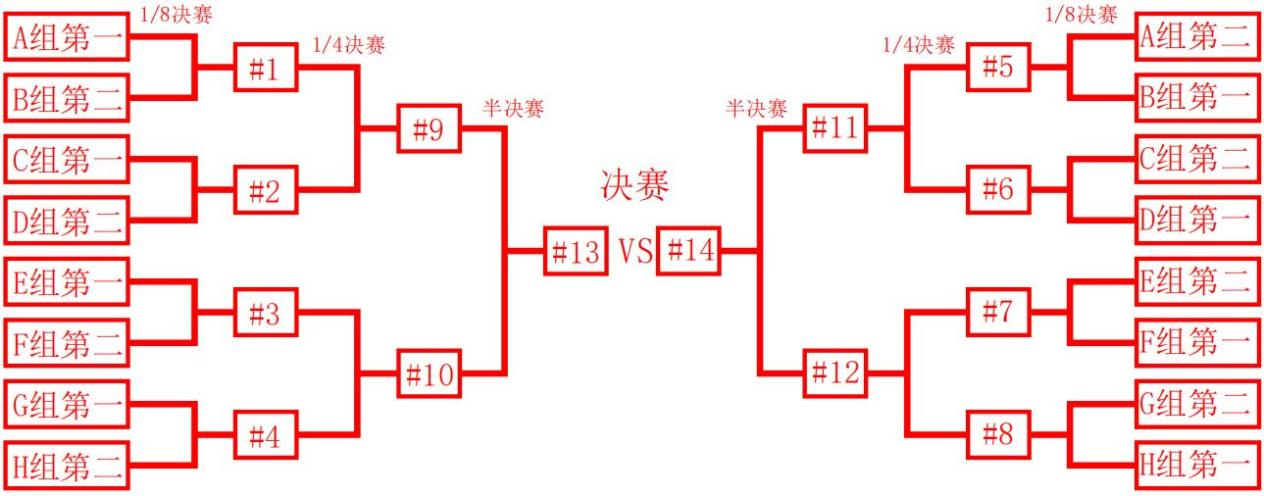 1/8决赛
A组第一
B组第二
C组第一
D组第二
E组第一
F组第二
G组第一
H组第二
1/4决赛
#1
#2
#3
#4
半决赛
#9
#10
决赛
#13 VS #14
半决赛
#11
#12
1/4决赛
#5
#6
#7
#8
1/8决赛
A组第二
B组第一
C组第二
D组第一
E组第二
F组第一
G组第二
H组第一